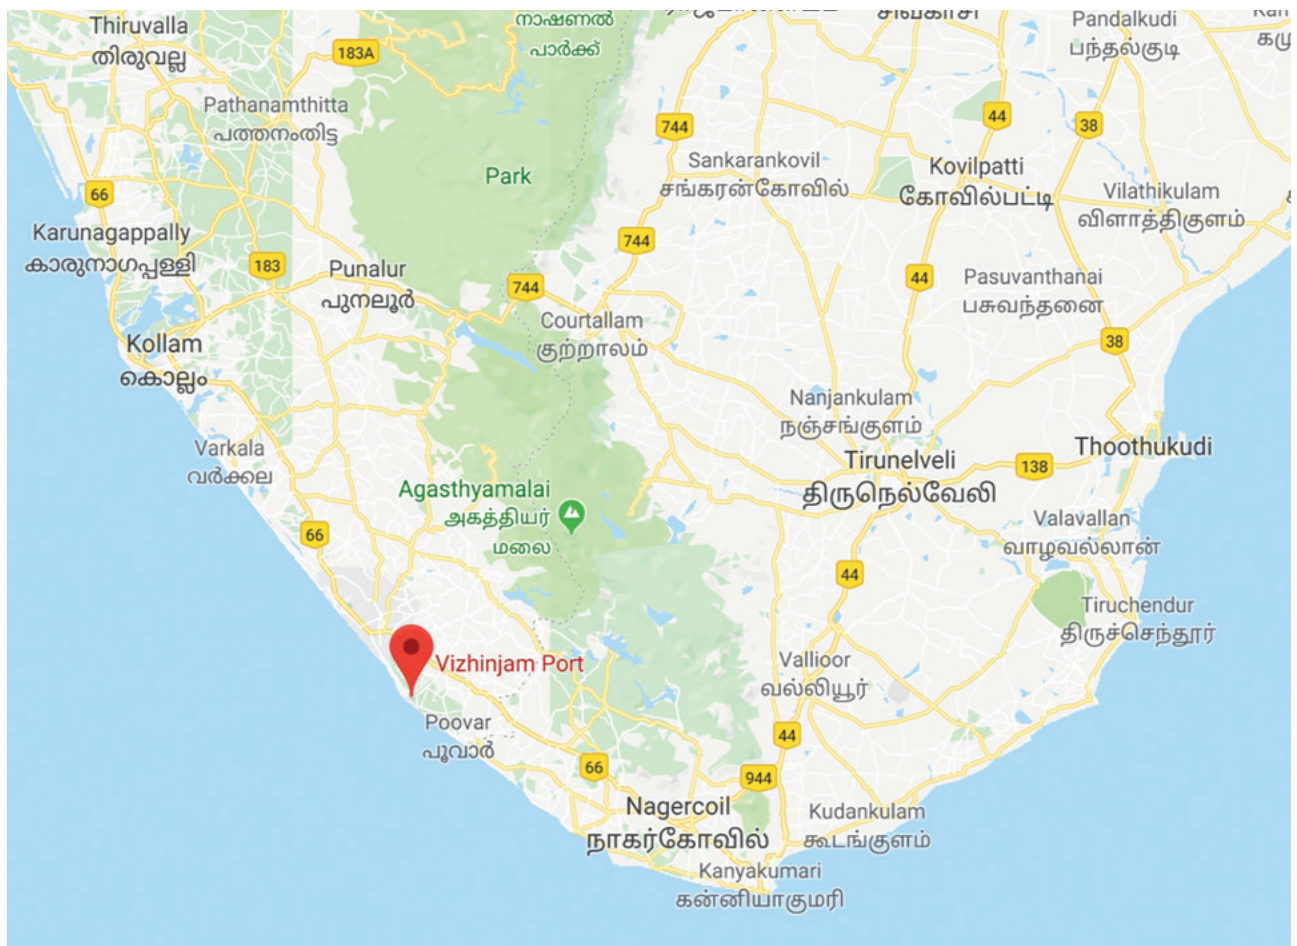 Thiruvalla
തിരുവല്ല
183A
நாஷணல்
பார்க்
Pandalkudi
பந்தல்குடி
Pathanamthitta
പത്തനംതിട്ട
744
44
38
Park
Sankarankovil
சங்கரன்கோவில்
Kovilpatti
கோவில்பட்டி
Vilathikulam
விளாத்திகுளம்
66
Karunagappally
കാരുനാഗപ്പള്ളി
183
Punalur
പുനലൂർ
744
744
44
Pasuvanthanai
பசுவந்தனை
Courtallam
குற்றாலம்
38
Kollam
കൊല്ലം
Nanjankulam
நஞ்சங்குளம்
Varkala
വർക്കല
Tirunelveli
திருநெல்வேலி
138
Thoothukudi
Agasthyamalai
அகத்தியர்
மலை
66
Valavallan
வாழவல்லான்
44
Tiruchendur
திருச்செந்தூர்
Vizhinjam Port
Vallioor
வல்லியூர்
Poovar
പൂവാർ
44
66
944
Nagercoil
நாகர்கோவில்
Kudankulam
கூடங்குளம்
Kanyakumari
கன்னியாகுமரி